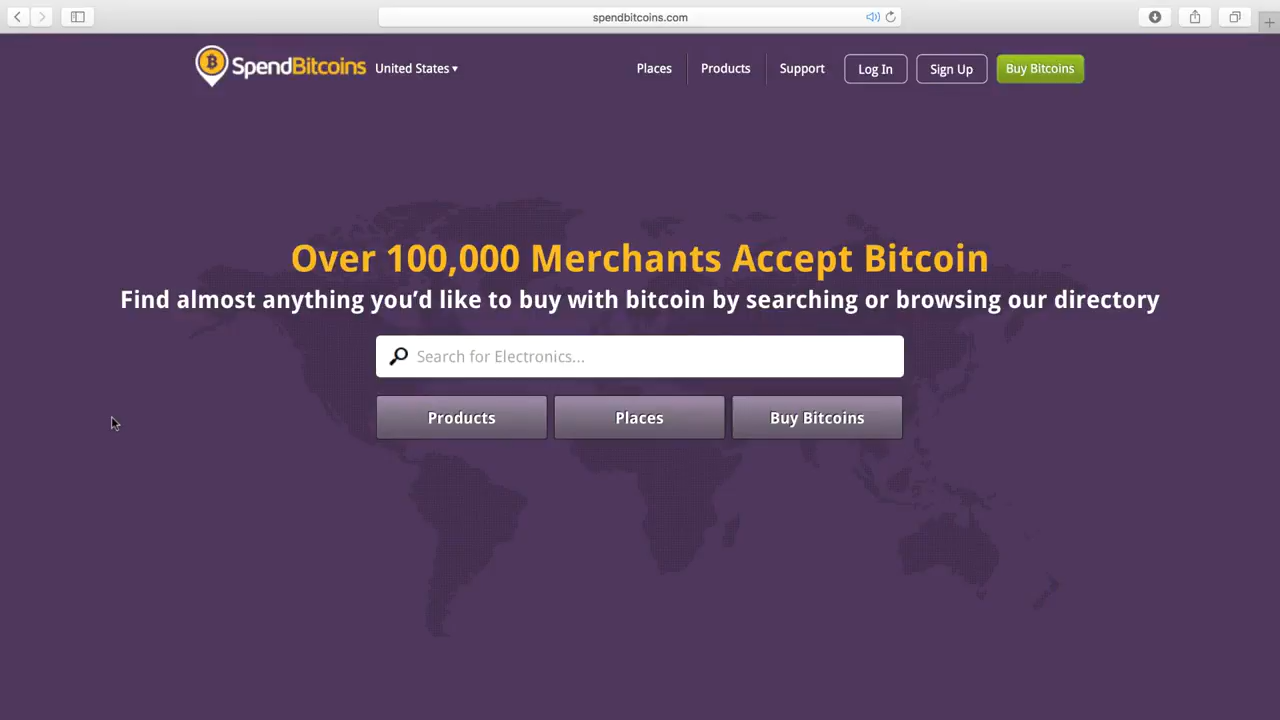 spendbitcoins.com
SpendBitcoins United States Places Products Support Log In Sign Up Buy Bitcoins
Over 100,000 Merchants Accept Bitcoin
Find almost anything you’d like to buy with bitcoin by searching or browsing our directory
Search for Electronics...
Products Places Buy Bitcoins